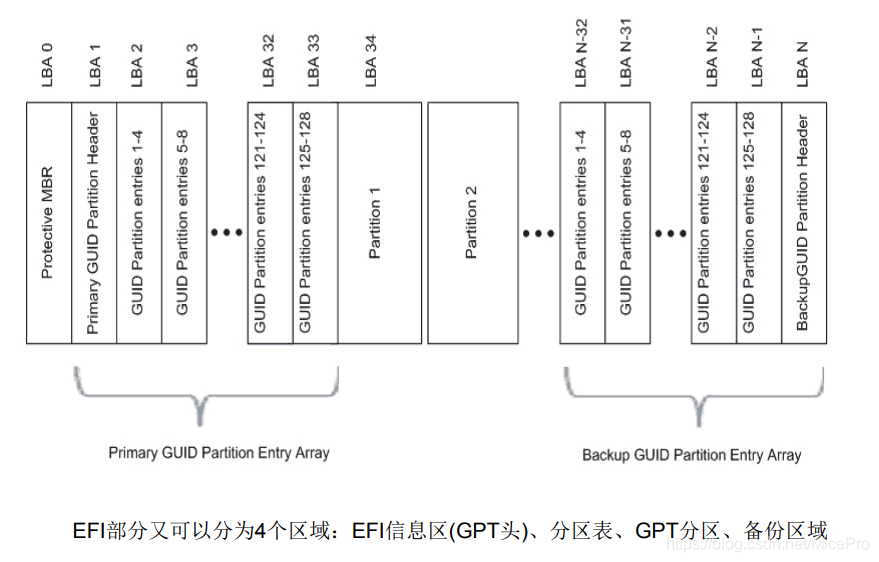 LBA 0
LBA 1
LBA 2
LBA 3
LBA 32
LBA 33
LBA 34
LBA N-32
LBA N-31
LBA N-2
LBA N-1
LBA N
Protective MBR
Primary GUID Partition Header
GUID Partition entries 1-4
GUID Partition entries 5-8
GUID Partition entries 121-124
GUID Partition entries 125-128
Partition 1
Partition 2
GUID Partition entries 1-4
GUID Partition entries 5-8
GUID Partition entries 121-124
GUID Partition entries 125-128
BackupGUID Partition Header
Primary GUID Partition Entry Array
Backup GUID Partition Entry Array
EFI部分又可以分为4个区域：EFI信息区(GPT头)、分区表、GPT分区、备份区域
https://blog.csdn.net/MicePro